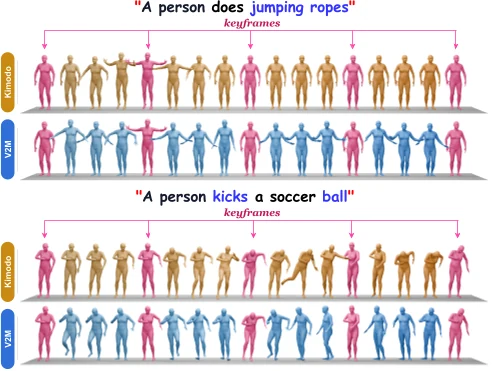 "A person does jumping ropes"
keyframes
Kimodo
V2M
"A person kicks a soccer ball"
keyframes
Kimodo
V2M